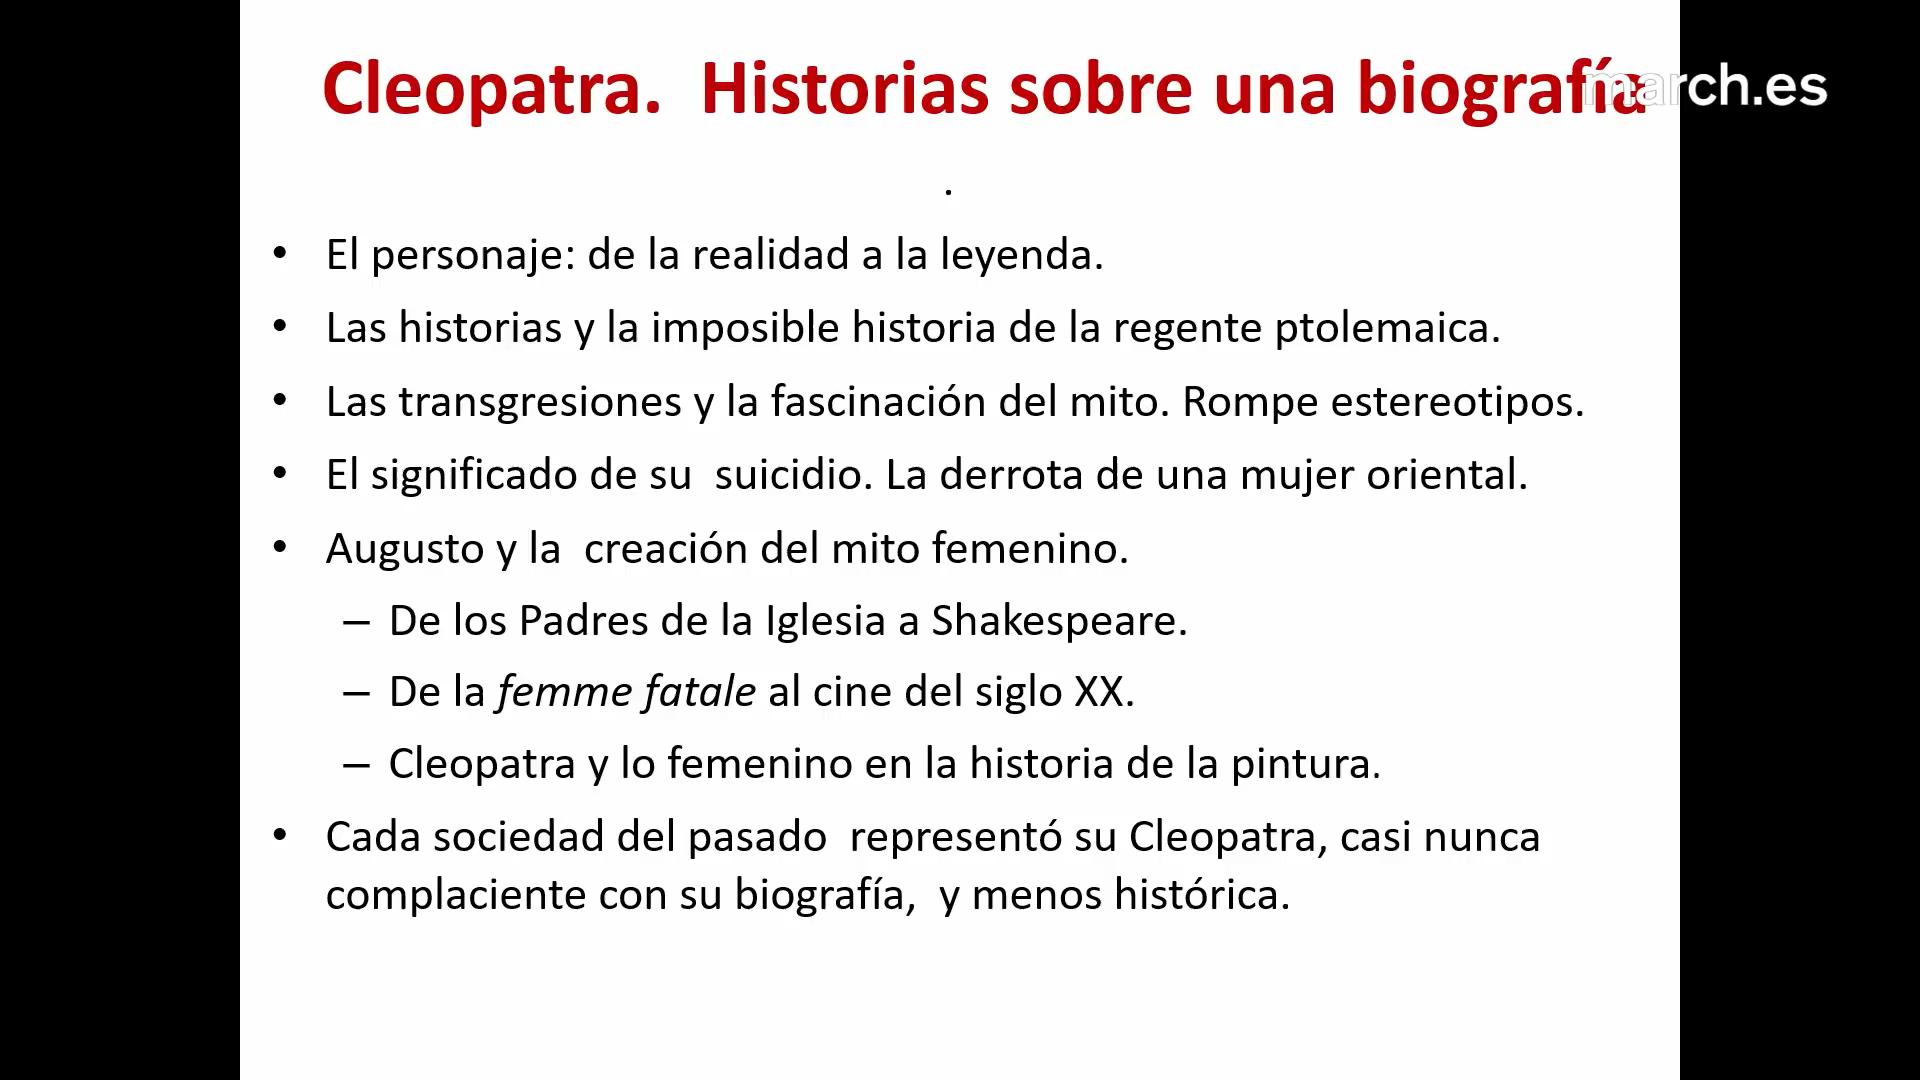 Cleopatra. Historias sobre una biografía
march.es
.
• El personaje: de la realidad a la leyenda.
• Las historias y la imposible historia de la regente ptolemaica.
• Las transgresiones y la fascinación del mito. Rompe estereotipos.
• El significado de su suicidio. La derrota de una mujer oriental.
• Augusto y la creación del mito femenino.
– De los Padres de la Iglesia a Shakespeare.
– De la femme fatale al cine del siglo XX.
– Cleopatra y lo femenino en la historia de la pintura.
• Cada sociedad del pasado representó su Cleopatra, casi nunca
complaciente con su biografía, y menos histórica.